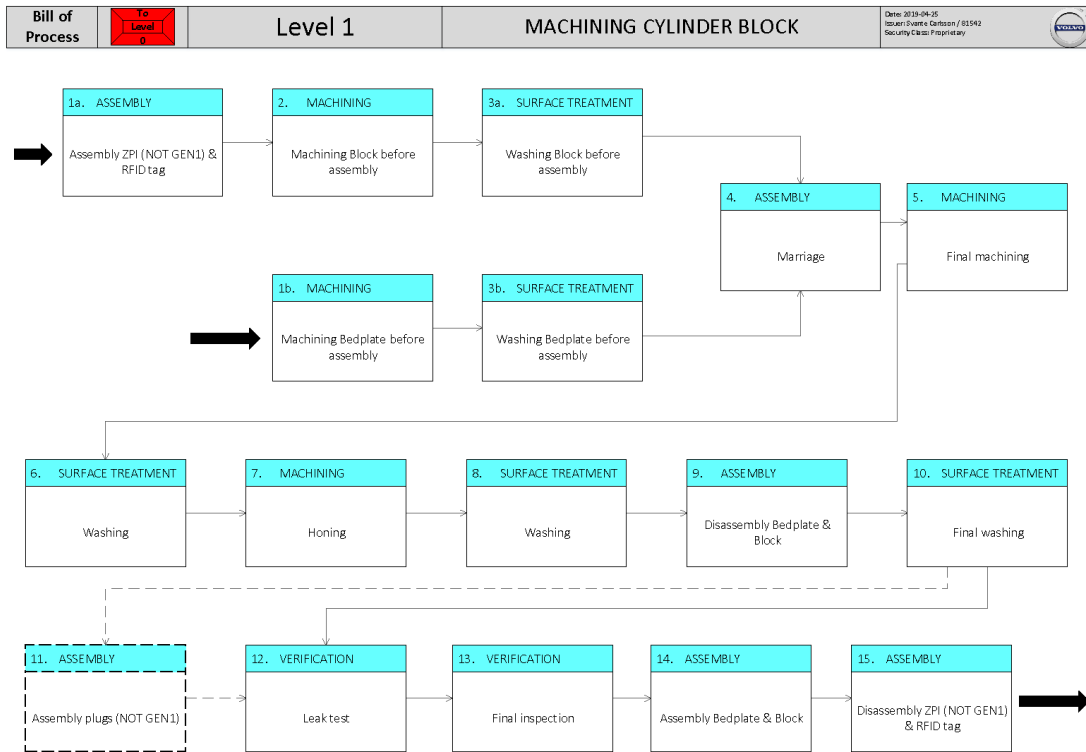 Bill of
Process
To
Level
0
Level 1
MACHINING CYLINDER BLOCK
Date: 2019-04-25
Issuer: Svante Carlsson / 81542
Security Class: Proprietary
VOLVO
1a. ASSEMBLY
Assembly ZPI (NOT GEN1) &
RFID tag
2. MACHINING
Machining Block before
assembly
3a. SURFACE TREATMENT
Washing Block before
assembly
4. ASSEMBLY
Marriage
5. MACHINING
Final machining
1b. MACHINING
Machining Bedplate before
assembly
3b. SURFACE TREATMENT
Washing Bedplate before
assembly
6. SURFACE TREATMENT
Washing
7. MACHINING
Honing
8. SURFACE TREATMENT
Washing
9. ASSEMBLY
Disassembly Bedplate &
Block
10. SURFACE TREATMENT
Final washing
11. ASSEMBLY
Assembly plugs (NOT GEN1)
12. VERIFICATION
Leak test
13. VERIFICATION
Final inspection
14. ASSEMBLY
Assembly Bedplate & Block
15. ASSEMBLY
Disassembly ZPI (NOT GEN1)
& RFID tag